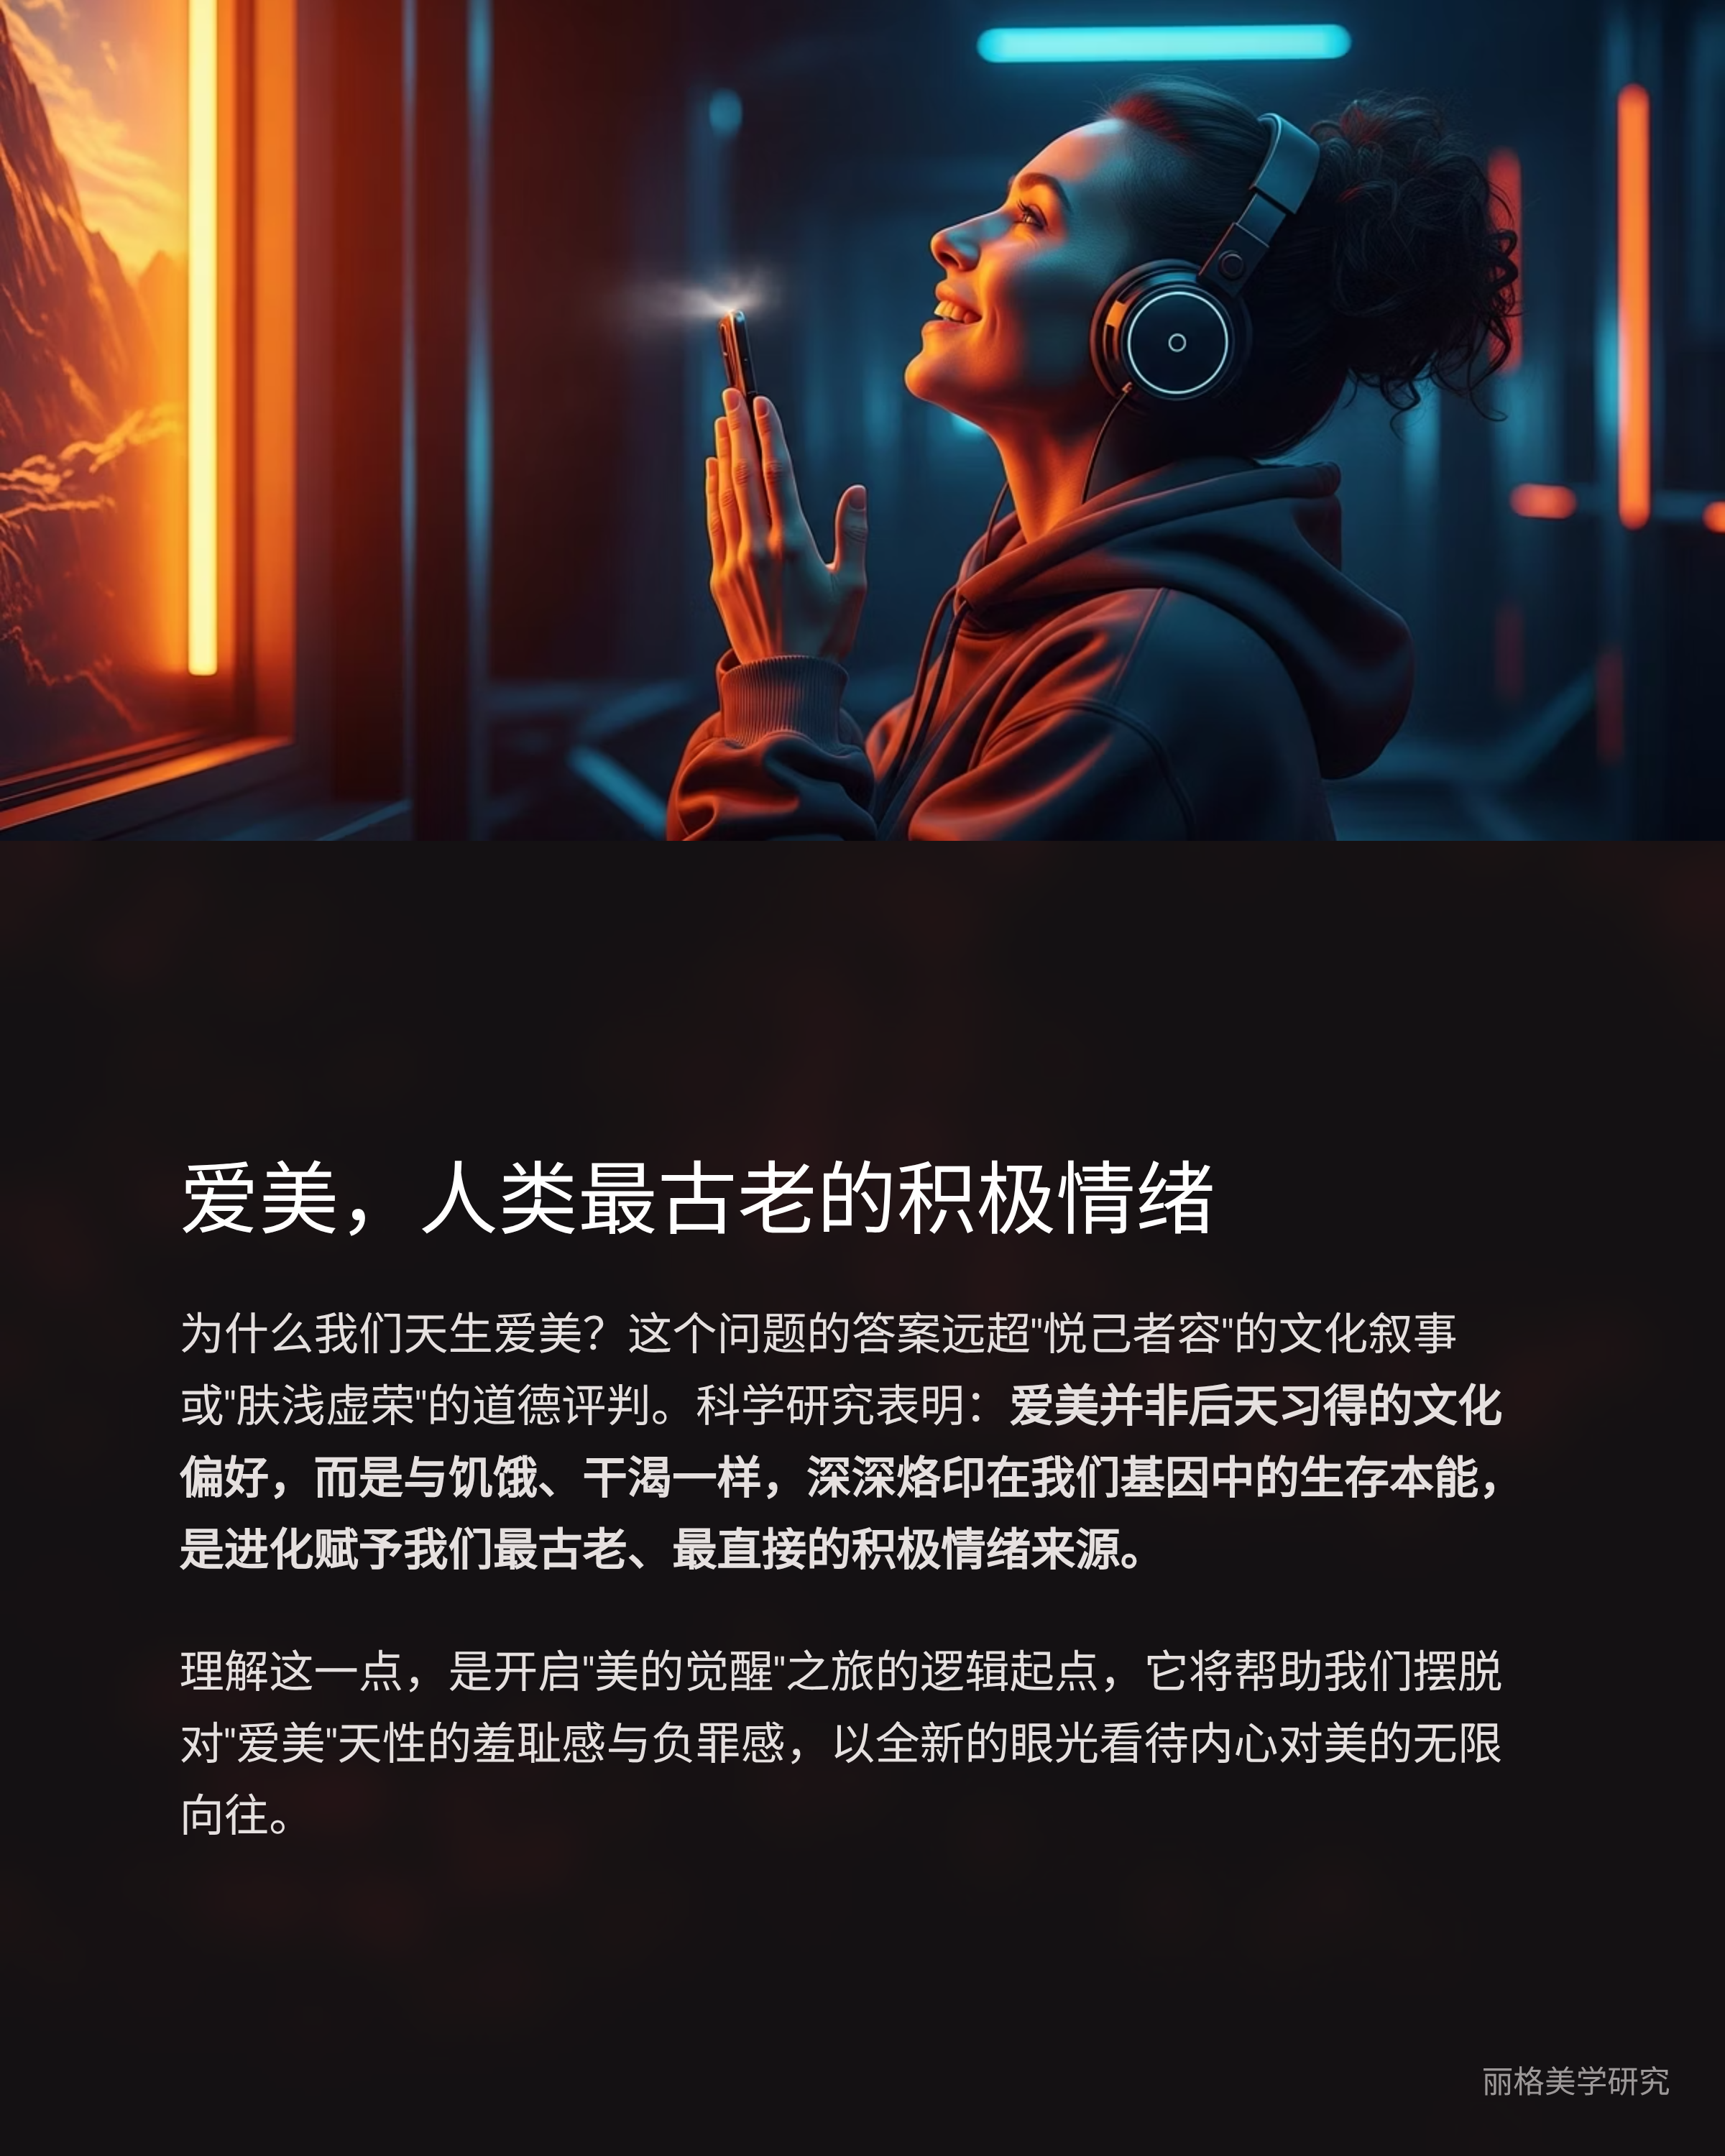 爱美，人类最古老的积极情绪
为什么我们天生爱美？这个问题的答案远超"悦己者容"的文化叙事
或"肤浅虚荣"的道德评判。科学研究表明：爱美并非后天习得的文化
偏好，而是与饥饿、干渴一样，深深烙印在我们基因中的生存本能，
是进化赋予我们最古老、最直接的积极情绪来源。
理解这一点，是开启"美的觉醒"之旅的逻辑起点，它将帮助我们摆脱
对"爱美"天性的羞耻感与负罪感，以全新的眼光看待内心对美的无限
向往。
丽格美学研究